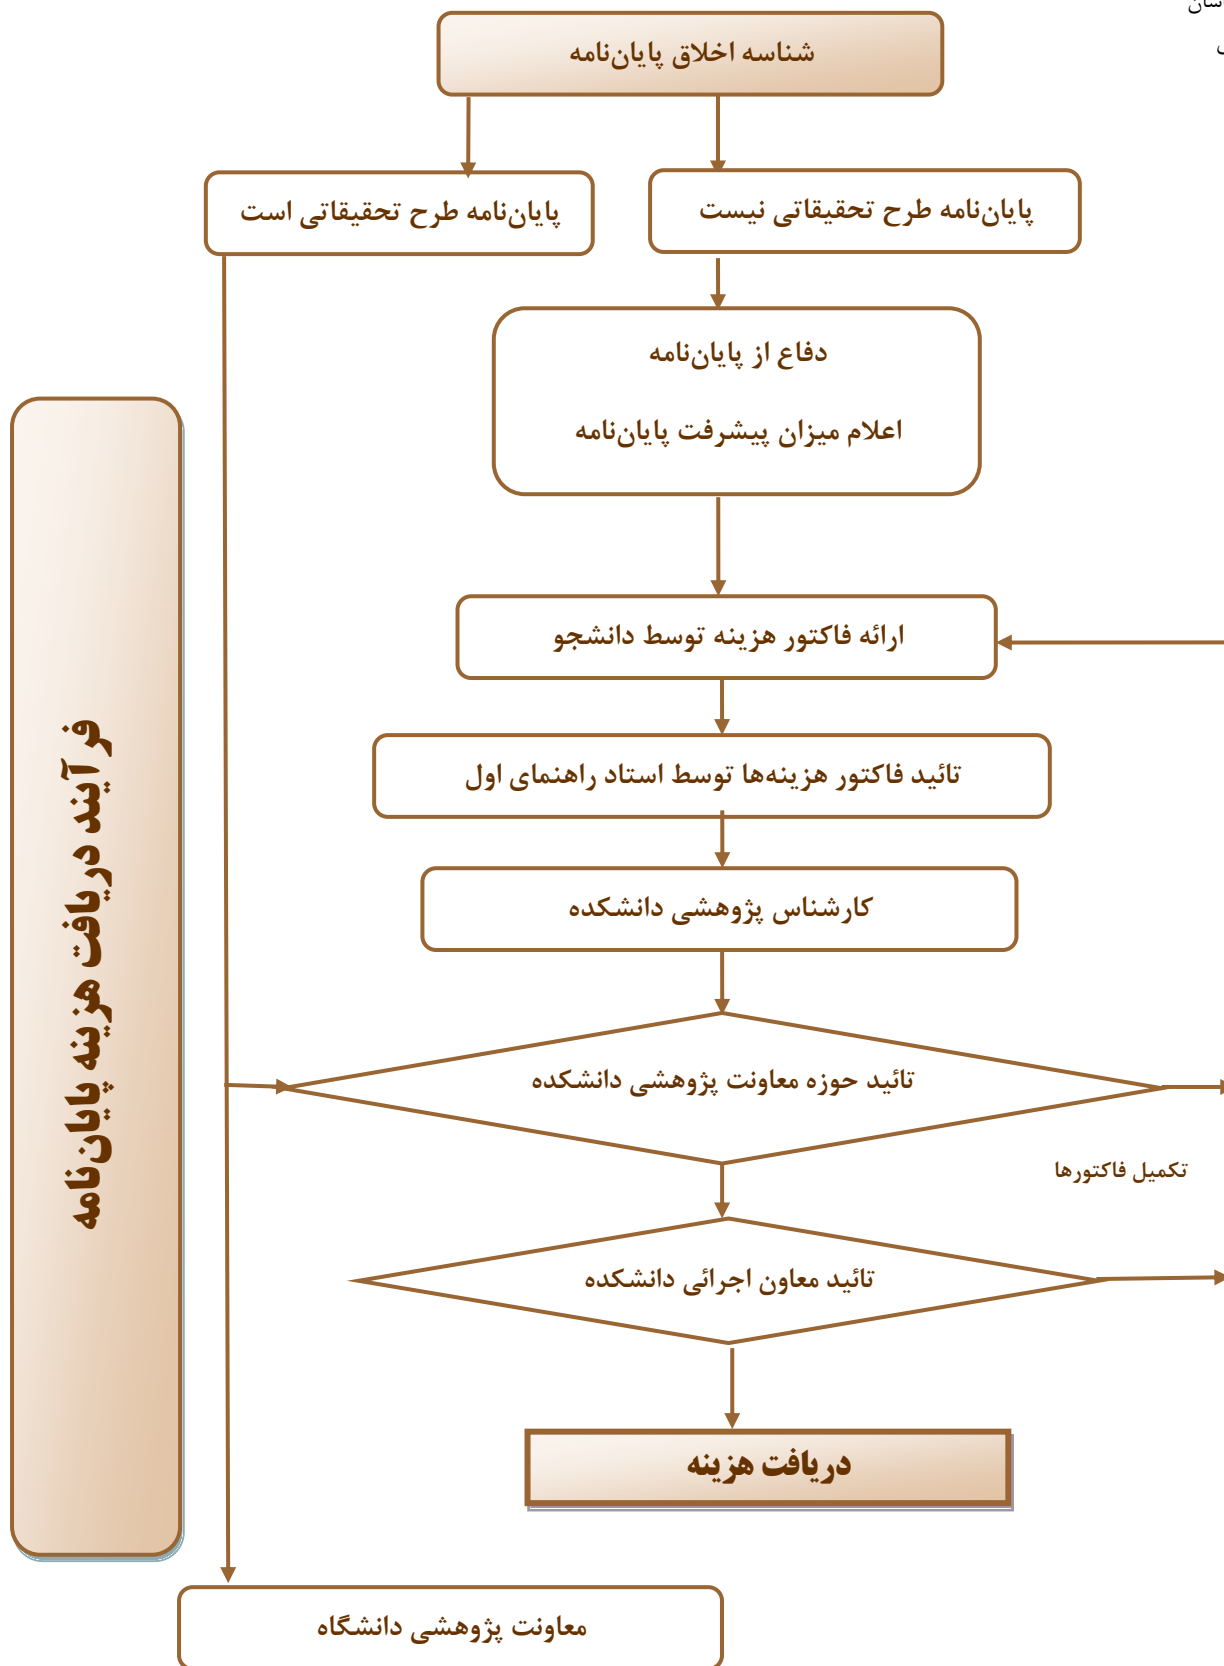 شناسه اخلاق پایان‌نامه
پایان‌نامه طرح تحقیقاتی نیست
پایان‌نامه طرح تحقیقاتی است
دفاع از پایان‌نامه
اعلام میزان پیشرفت پایان‌نامه
ارائه فاکتور هزینه توسط دانشجو
تائید فاکتور هزینه‌ها توسط استاد راهنمای اول
کارشناس پژوهشی دانشکده
تائید حوزه معاونت پژوهشی دانشکده
تکمیل فاکتورها
تائید معاون اجرائی دانشکده
دریافت هزینه
معاونت پژوهشی دانشگاه
فرآیند دریافت هزینه پایان‌نامه